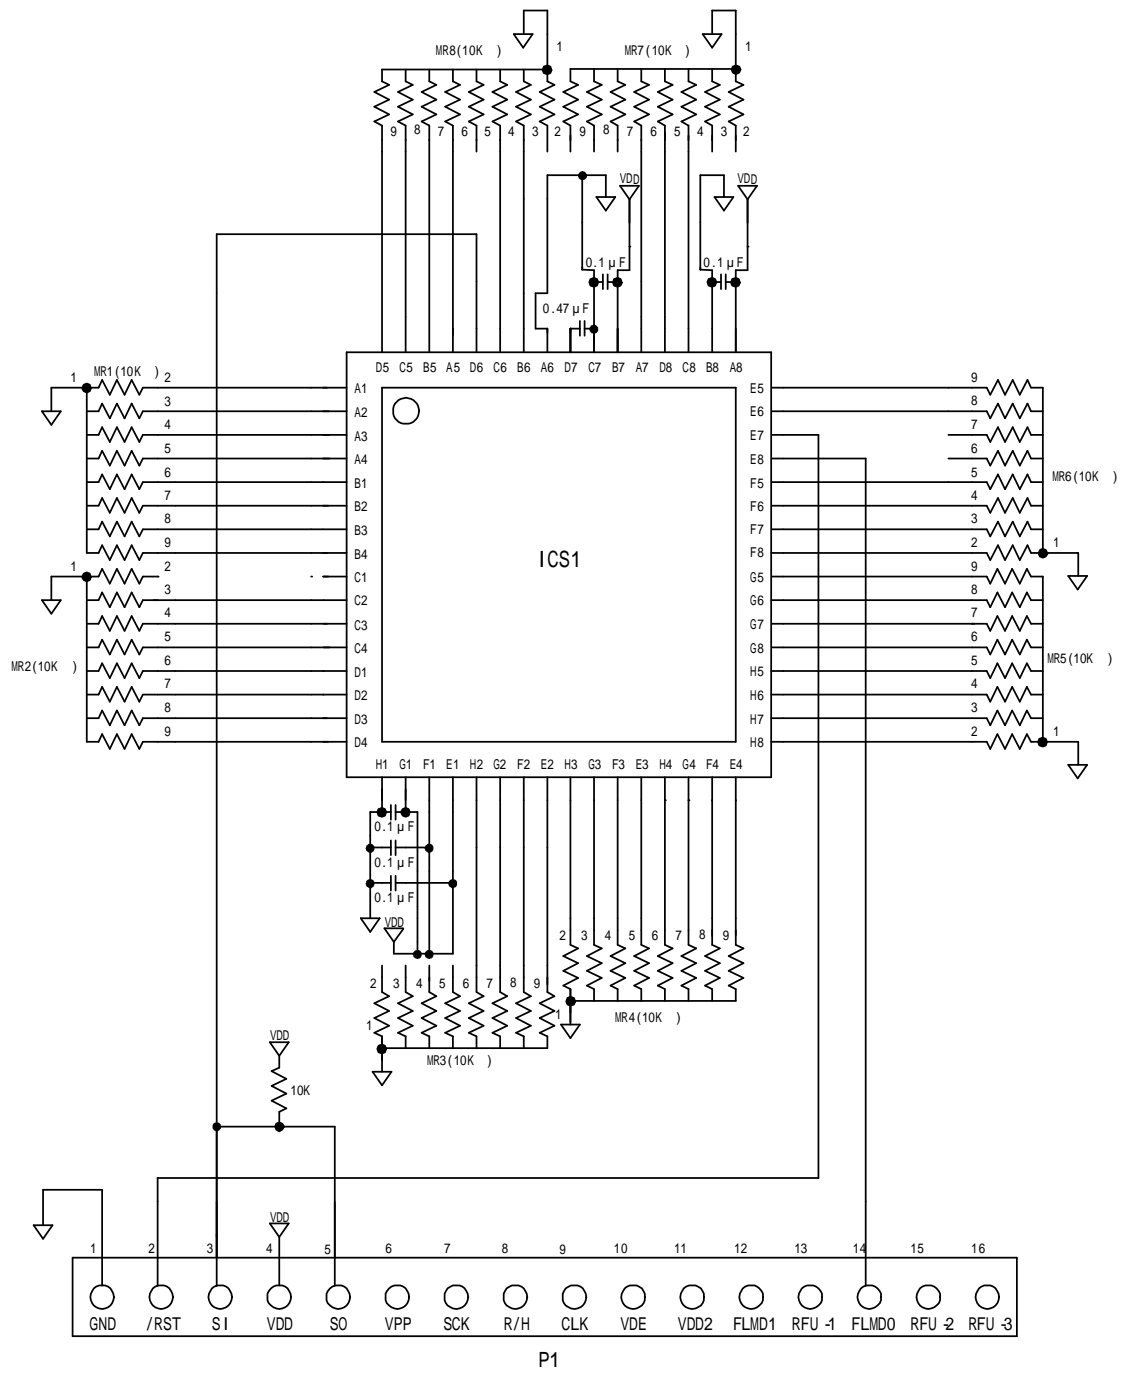 1 1
MR8(10K ) MR7(10K )
9 8 7 6 5 4 3 2 9 8 7 6 5 4 3 2
VDD VDD
0.1μF 0.1μF
0.47μF
D5 C5 B5 A5 D6 C6 B6 A6 D7 C7 B7 A7 D8 C8 B8 A8
1 MR1(10K ) 2 A1 E5 9
3 A2 E6 8
4 A3 E7 7
5 A4 E8 6
6 B1 F5 5 MR6(10K )
7 B2 F6 4
8 B3 F7 3
9 B4 F8 2 1
ICS1
1 2 C1 G5 9
3 C2 G6 8
4 C3 G7 7
5 C4 G8 6
MR2(10K ) 6 D1 H5 5 MR5(10K )
7 D2 H6 4
8 D3 H7 3
9 D4 H8 2 1
H1 G1 F1 E1 H2 G2 F2 E2 H3 G3 F3 E3 H4 G4 F4 E4
0.1μF
0.1μF
0.1μF
VDD
2 3 4 5 6 7 8 9
2 3 4 5 6 7 8 9
1 1
MR4(10K )
MR3(10K )
VDD
10K
VDD
1 2 3 4 5 6 7 8 9 10 11 12 13 14 15 16
GND /RST SI VDD SO VPP SCK R/H CLK VDE VDD2 FLMD1 RFU-1 FLMD0 RFU-2 RFU-3
P1